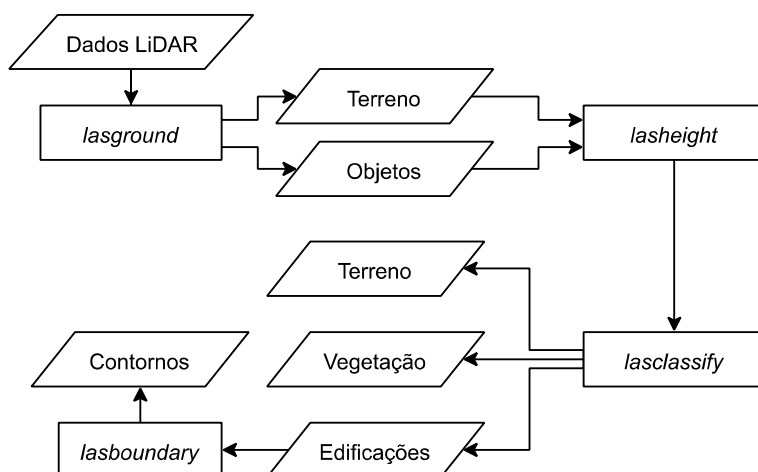 Dados LiDAR
lasground
Terreno
Objetos
lasheight
Terreno
Contornos
Vegetação
lasclassify
lasboundary
Edificações